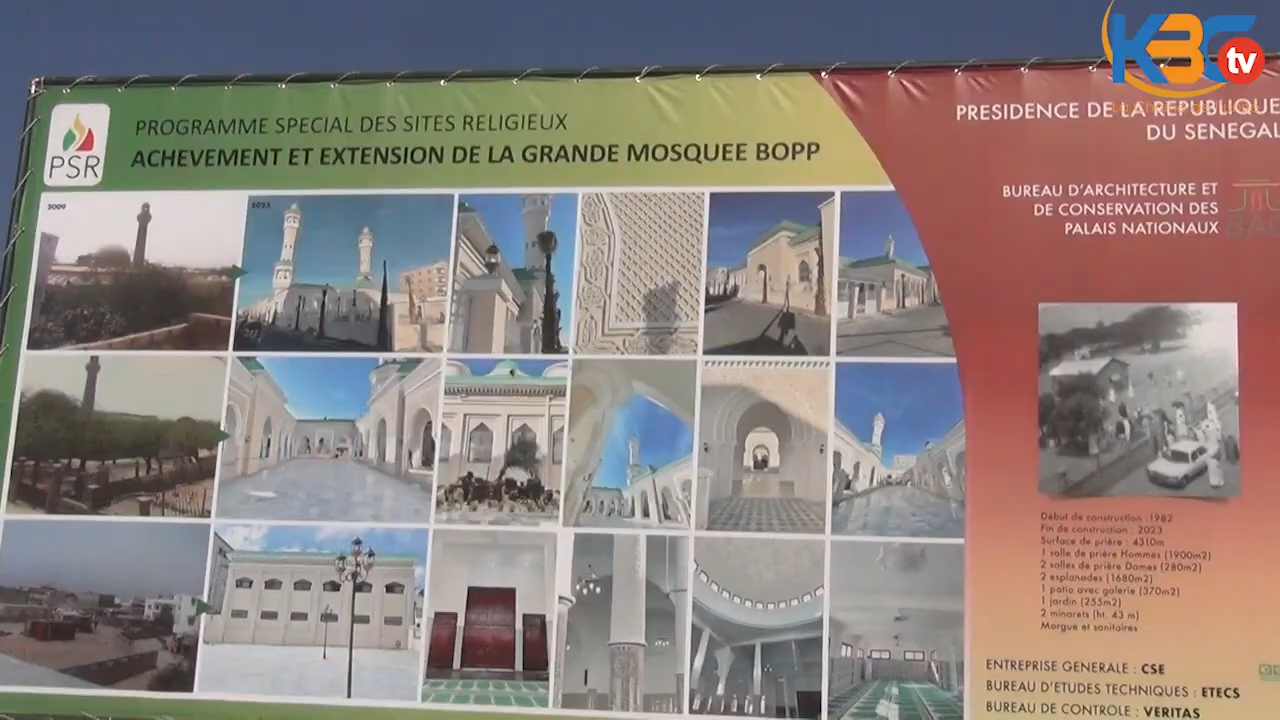 KBC tv
PSR
PROGRAMME SPECIAL DES SITES RELIGIEUX
ACHEVEMENT ET EXTENSION DE LA GRANDE MOSQUEE BOPP
2009
2023
PRESIDENCE DE LA REPUBLIQUE
DU SENEGAL
BUREAU D'ARCHITECTURE ET
DE CONSERVATION DES
PALAIS NATIONAUX
Début de construction :1982
Fin de construction : 2023
Surface de prière : 4310m
1 salle de prière Hommes (1900m2)
2 salles de prière Dames (280m2)
2 esplanades (1680m2)
1 patio avec galerie (370m2)
1 jardin (255m2)
2 minarets (ht. 43 m)
Morgue et sanitaires
ENTREPRISE GENERALE : CSE
BUREAU D'ETUDES TECHNIQUES : ETECS
BUREAU DE CONTROLE : VERITAS